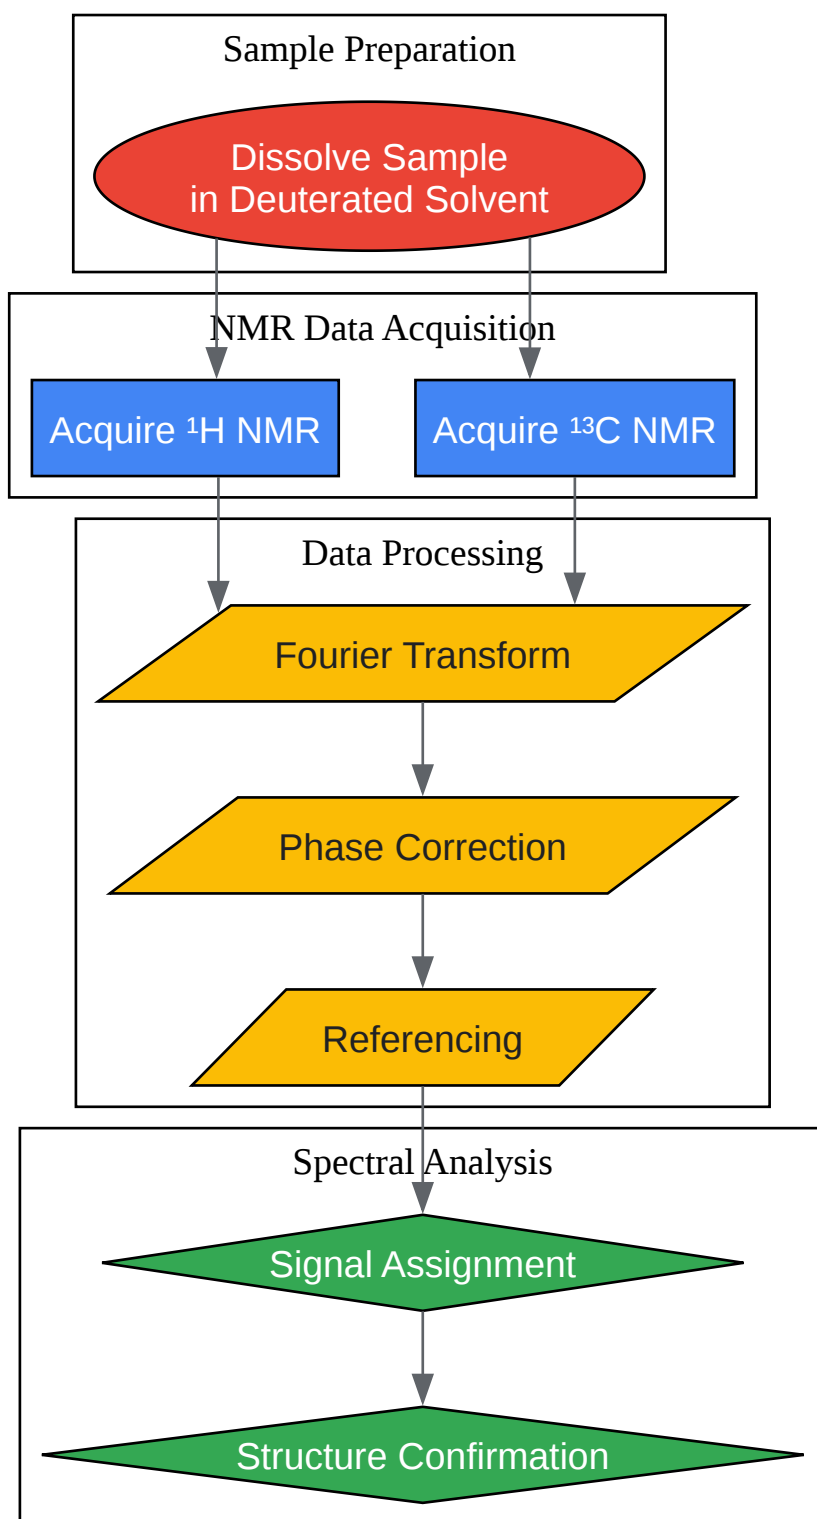 Sample Preparation
Dissolve Sample
in Deuterated Solvent
NMR Data Acquisition
Acquire ¹H NMR
Acquire ¹³C NMR
Data Processing
Fourier Transform
Phase Correction
Referencing
Spectral Analysis
Signal Assignment
Structure Confirmation